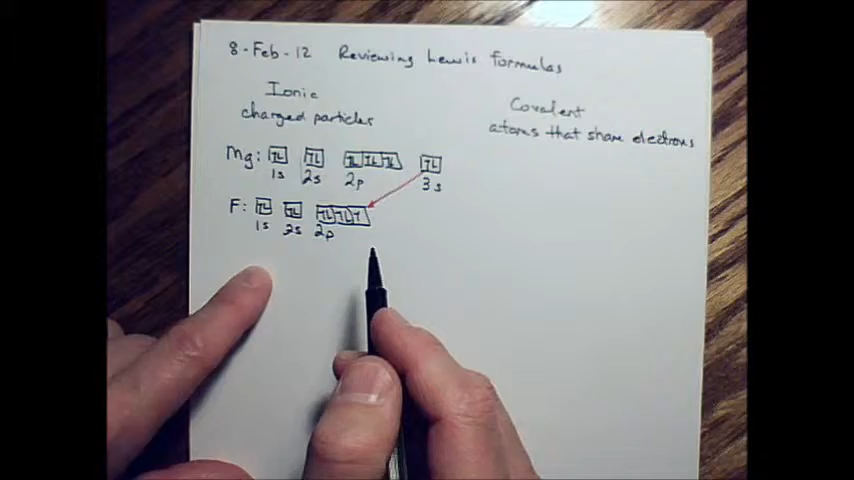 8-Feb-12 Reviewing Lewis formulas
Ionic
charged particles
Covalent
atoms that share electrons
Mg: ↑↓ ↑↓ ↑↓ ↑↓ ↑↓ ↑↓
1s 2s 2p 3s
F: ↑↓ ↑↓ ↑↓ ↑↓ ↑
1s 2s 2p